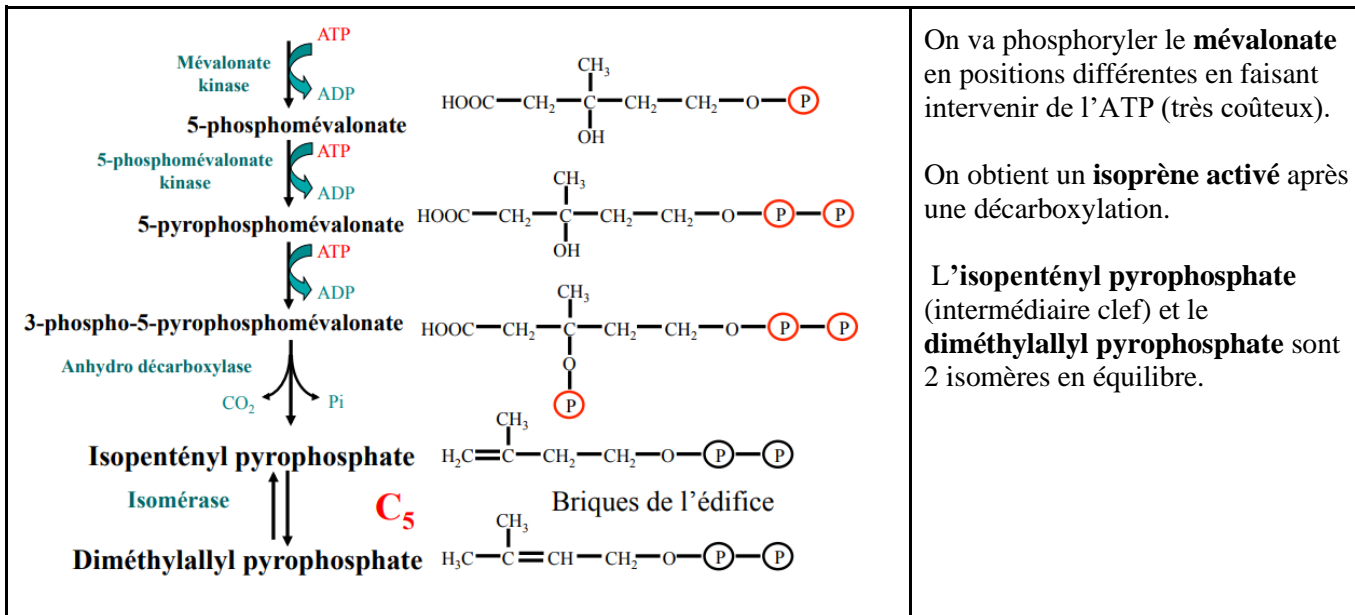 ATP
Mévalonate
kinase
ADP
5-phosphomévalonate
CH3
HOOC—CH2—C—CH2—CH2—O—P
OH
5-phosphomévalonate
kinase
ATP
ADP
5-pyrophosphomévalonate
CH3
HOOC—CH2—C—CH2—CH2—O—P—P
OH
ATP
ADP
3-phospho-5-pyrophosphomévalonate
CH3
HOOC—CH2—C—CH2—CH2—O—P—P
O
P
Anhydro décarboxylase
CO2
Pi
Isopentényl pyrophosphate
CH3
H2C=C—CH2—CH2—O—P—P
Isomérase
C5
Briques de l’édifice
Diméthylallyl pyrophosphate
CH3
H3C—C=CH—CH2—O—P—P
On va phosphoryler le mévalonate
en positions différentes en faisant
intervenir de l’ATP (très coûteux).
On obtient un isoprène activé après
une décarboxylation.
L’isopentényl pyrophosphate
(intermédiaire clef) et le
diméthylallyl pyrophosphate sont
2 isomères en équilibre.